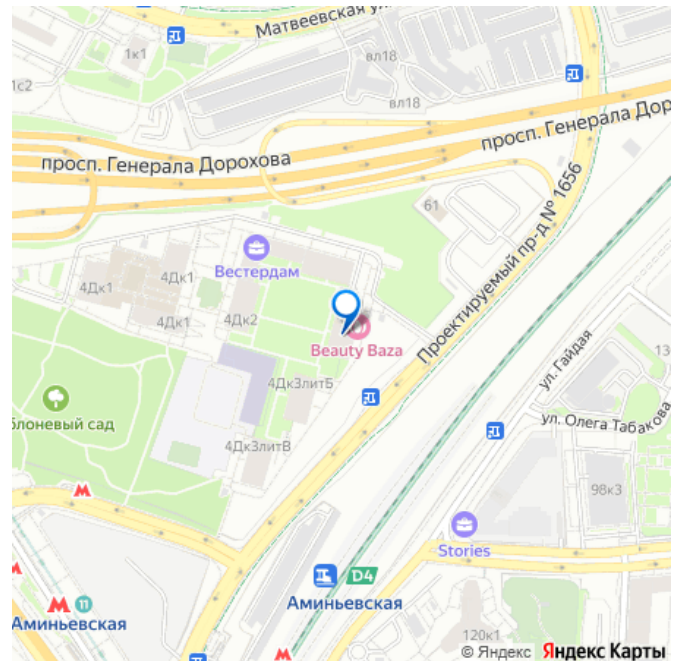 Матвеевская ул
1к1
1с2
вл18
вл18
просп. Генерала Дорохова
просп. Генерала Дор
61
Проектируемый пр-д № 1656
Вестердам
4Дк1
4Дк1
4Дк1
4Дк2
Beauty Baza
4Дк3литБ
блоневый сад
4Дк3литВ
ул. Гайдая
13
ул. Олега Табакова
98к3
Stories
D4
Аминьевская
11
Аминьевская
120к1
© Яндекс Яндекс Карты